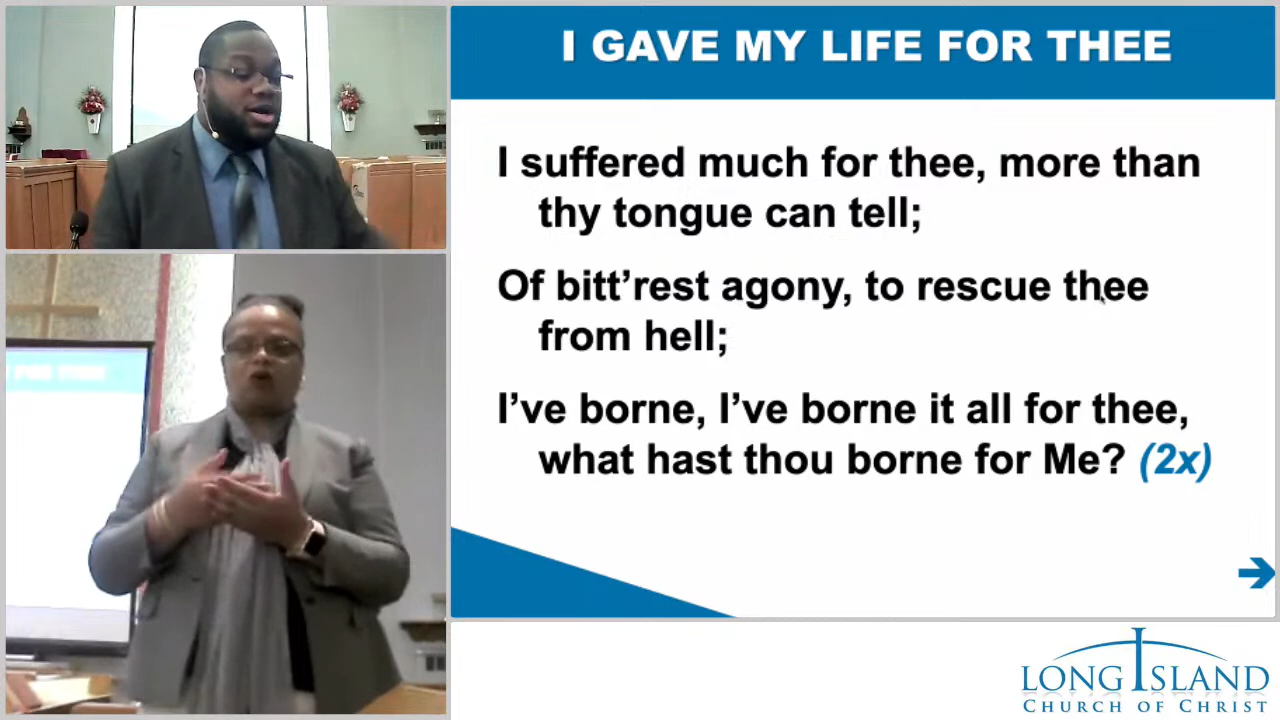 I GAVE MY LIFE FOR THEE
I suffered much for thee, more than
thy tongue can tell;
Of bitt’rest agony, to rescue thee
from hell;
I’ve borne, I’ve borne it all for thee,
what hast thou borne for Me? (2x)
FOR THEE
LONG ISLAND
CHURCH OF CHRIST